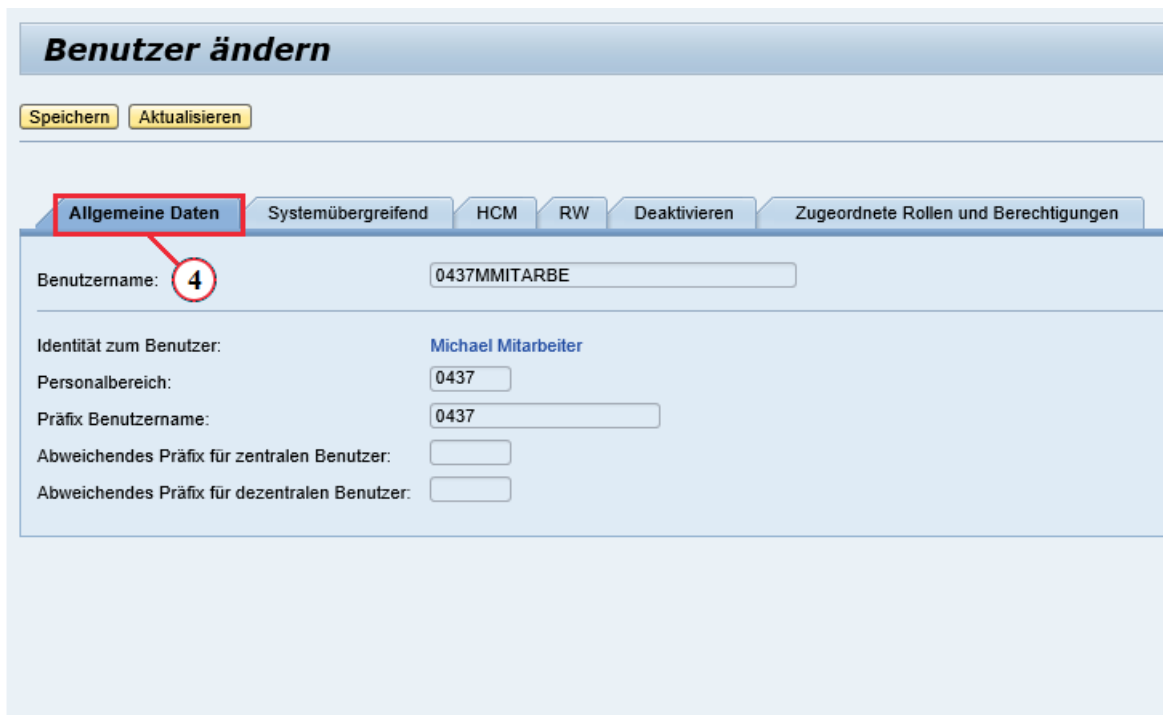 Benutzer ändern
Speichern Aktualisieren
Allgemeine Daten Systemübergreifend HCM RW Deaktivieren Zugeordnete Rollen und Berechtigungen
Benutzername: 4 0437MMITARBE
Identität zum Benutzer: Michael Mitarbeiter
Personalbereich: 0437
Präfix Benutzername: 0437
Abweichendes Präfix für zentralen Benutzer:
Abweichendes Präfix für dezentralen Benutzer: